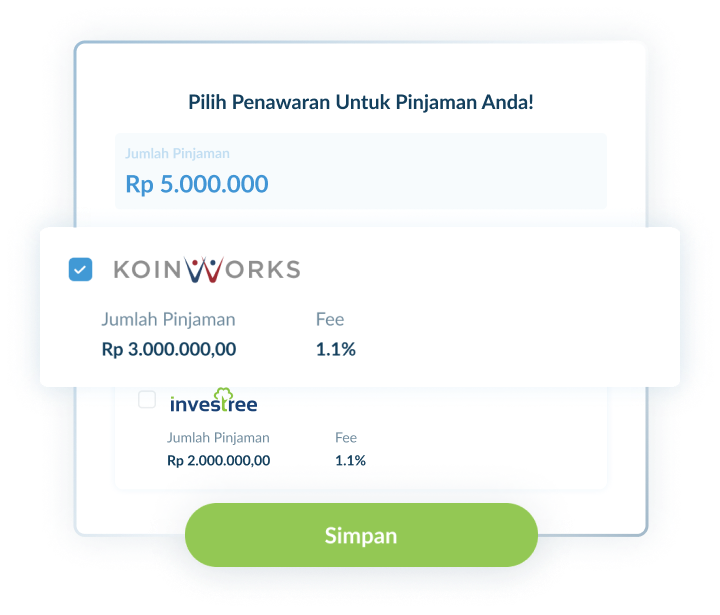 Pilih Penawaran Untuk Pinjaman Anda!
Jumlah Pinjaman
Rp 5.000.000
KOINWORKS
Jumlah Pinjaman Fee
Rp 3.000.000,00 1.1%
investree
Jumlah Pinjaman Fee
Rp 2.000.000,00 1.1%
Simpan